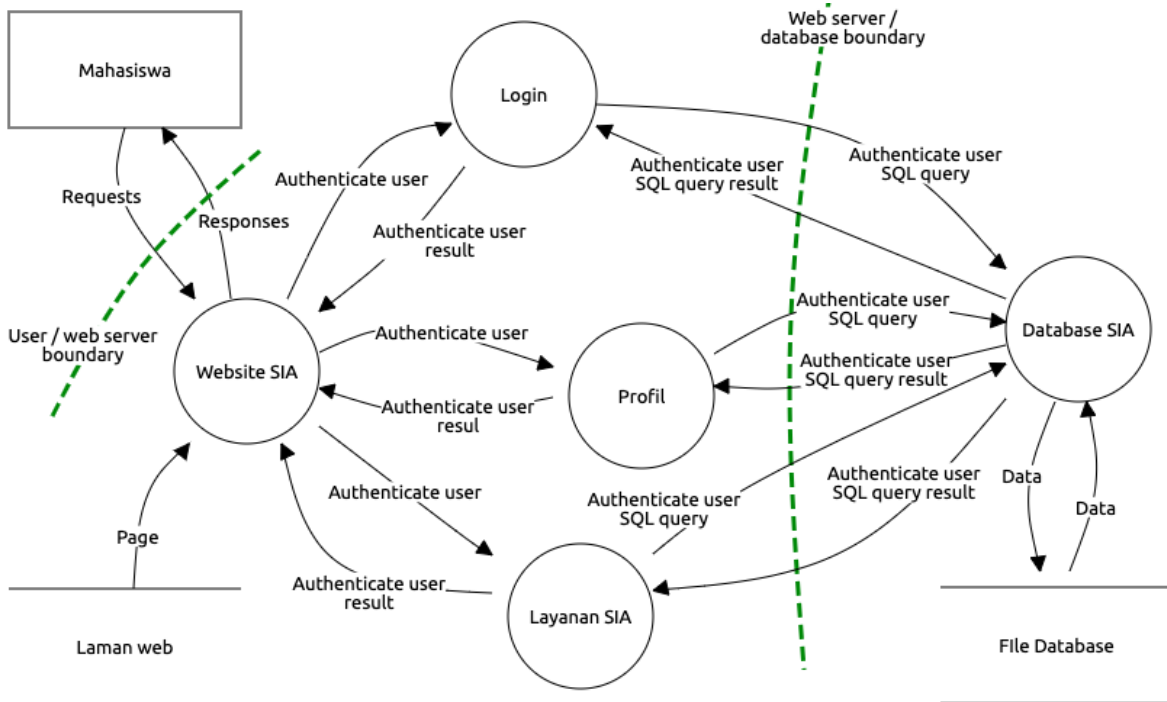 Mahasiswa
Web server /
database boundary
Login
Authenticate user
SQL query result
Authenticate user
SQL query
Requests
Authenticate user
Responses
Authenticate user
result
User / web server
boundary
Website SIA
Authenticate user
Authenticate user
SQL query
Database SIA
Authenticate user
SQL query result
Profil
Authenticate user
resul
Authenticate user
Authenticate user
SQL query
Authenticate user
SQL query result
Data
Data
Page
Authenticate user
result
Layanan SIA
Laman web
FIle Database